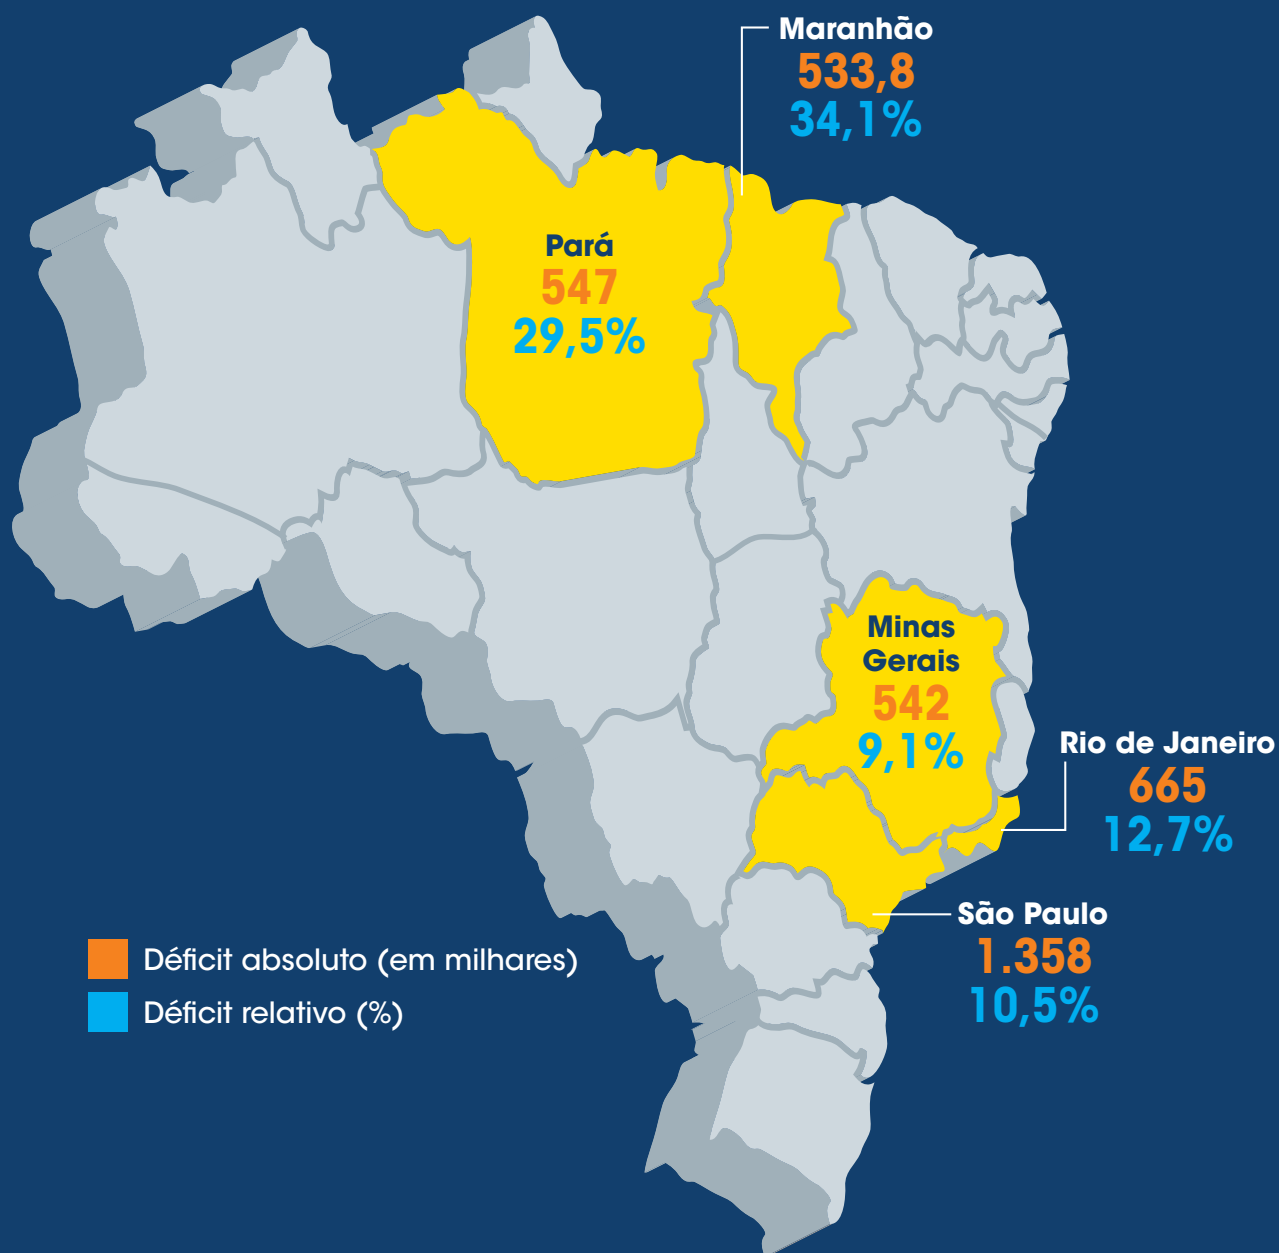 Maranhão
533,8
34,1%
Pará
547
29,5%
Minas
Gerais
542
9,1%
Rio de Janeiro
665
12,7%
São Paulo
1.358
10,5%
Déficit absoluto (em milhares)
Déficit relativo (%)